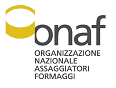 onaf
ORGANIZZAZIONE
NAZIONALE
ASSAGGIATORI
FORMAGGI